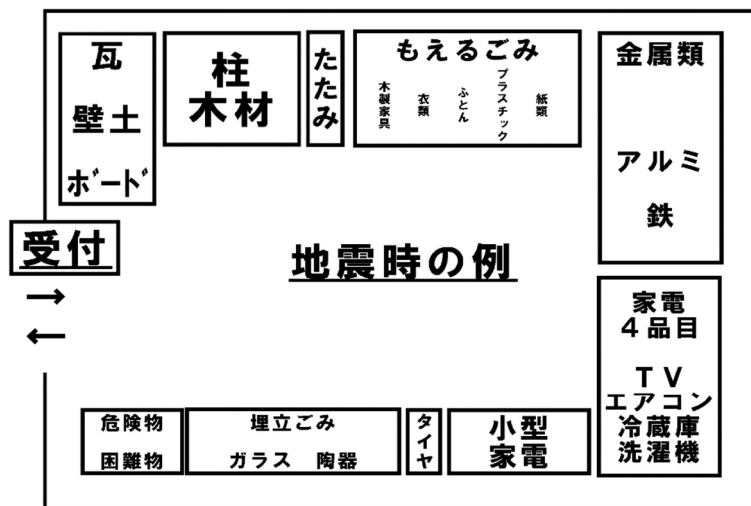 瓦
壁土
ボード
柱
木材
たたみ
もえるごみ
木製家具
衣類
ふとん
プラスチック
紙類
金属類
アルミ
鉄
受付
→
←
地震時の例
家電
4品目
TV
エアコン
冷蔵庫
洗濯機
危険物
困難物
埋立ごみ
ガラス 陶器
タイヤ
小型
家電